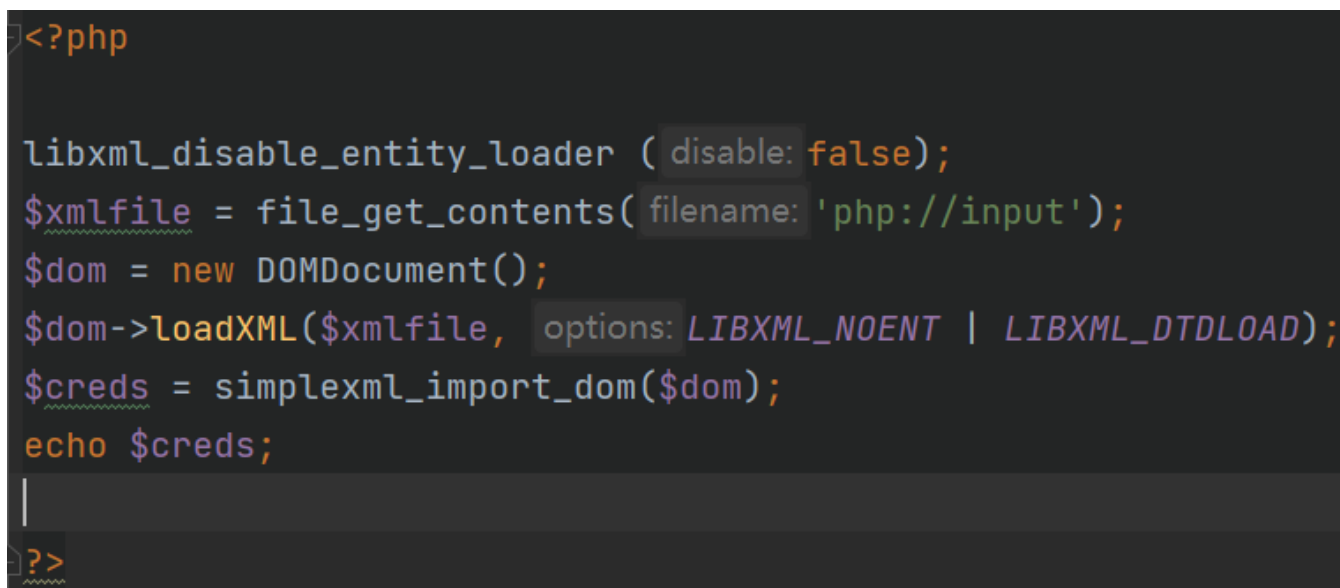 <?php
libxml_disable_entity_loader ( disable: false);
$xmlfile = file_get_contents( filename: 'php://input');
$dom = new DOMDocument();
$dom->loadXML($xmlfile, options: LIBXML_NOENT | LIBXML_DTDLOAD);
$creds = simplexml_import_dom($dom);
echo $creds;
?>